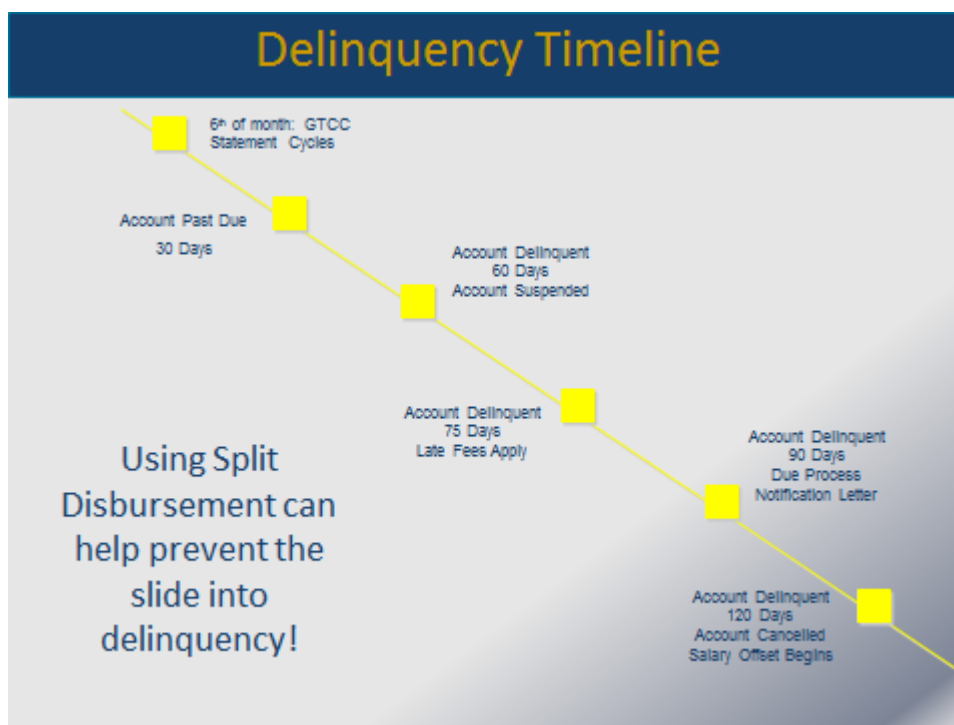 Delinquency Timeline
6th of month: GTCC
Statement Cycles
Account Past Due
30 Days
Account Delinquent
60 Days
Account Suspended
Account Delinquent
75 Days
Late Fees Apply
Account Delinquent
90 Days
Due Process
Notification Letter
Using Split
Disbursement can
help prevent the
slide into
delinquency!
Account Delinquent
120 Days
Account Cancelled
Salary Offset Begins